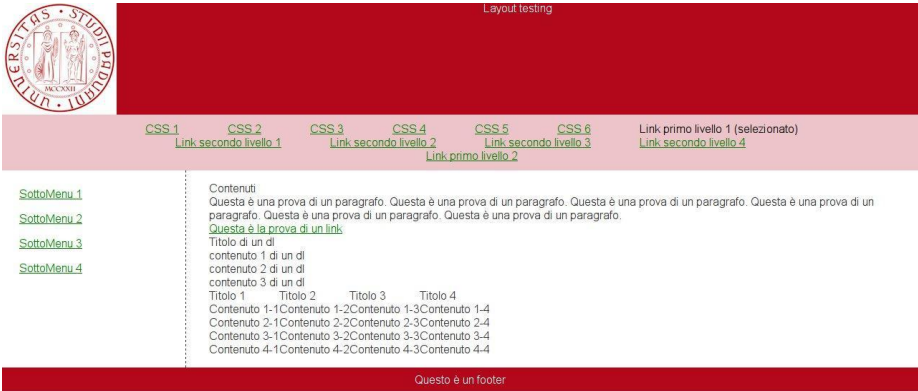 UNIVERSITAS · STUDII PADUANI ·
MCCXXII
Layout testing
CSS 1 CSS 2 CSS 3 CSS 4 CSS 5 CSS 6 Link primo livello 1 (selezionato)
Link secondo livello 1 Link secondo livello 2 Link secondo livello 3 Link secondo livello 4
Link primo livello 2
SottoMenu 1
SottoMenu 2
SottoMenu 3
SottoMenu 4
Contenuti
Questa è una prova di un paragrafo. Questa è una prova di un paragrafo. Questa è una prova di un paragrafo. Questa è una prova di un
paragrafo. Questa è una prova di un paragrafo. Questa è una prova di un paragrafo.
Questa è la prova di un link
Titolo di un dl
contenuto 1 di un dl
contenuto 2 di un dl
contenuto 3 di un dl
Titolo 1 Titolo 2 Titolo 3 Titolo 4
Contenuto 1-1Contenuto 1-2Contenuto 1-3Contenuto 1-4
Contenuto 2-1Contenuto 2-2Contenuto 2-3Contenuto 2-4
Contenuto 3-1Contenuto 3-2Contenuto 3-3Contenuto 3-4
Contenuto 4-1Contenuto 4-2Contenuto 4-3Contenuto 4-4
Questo è un footer